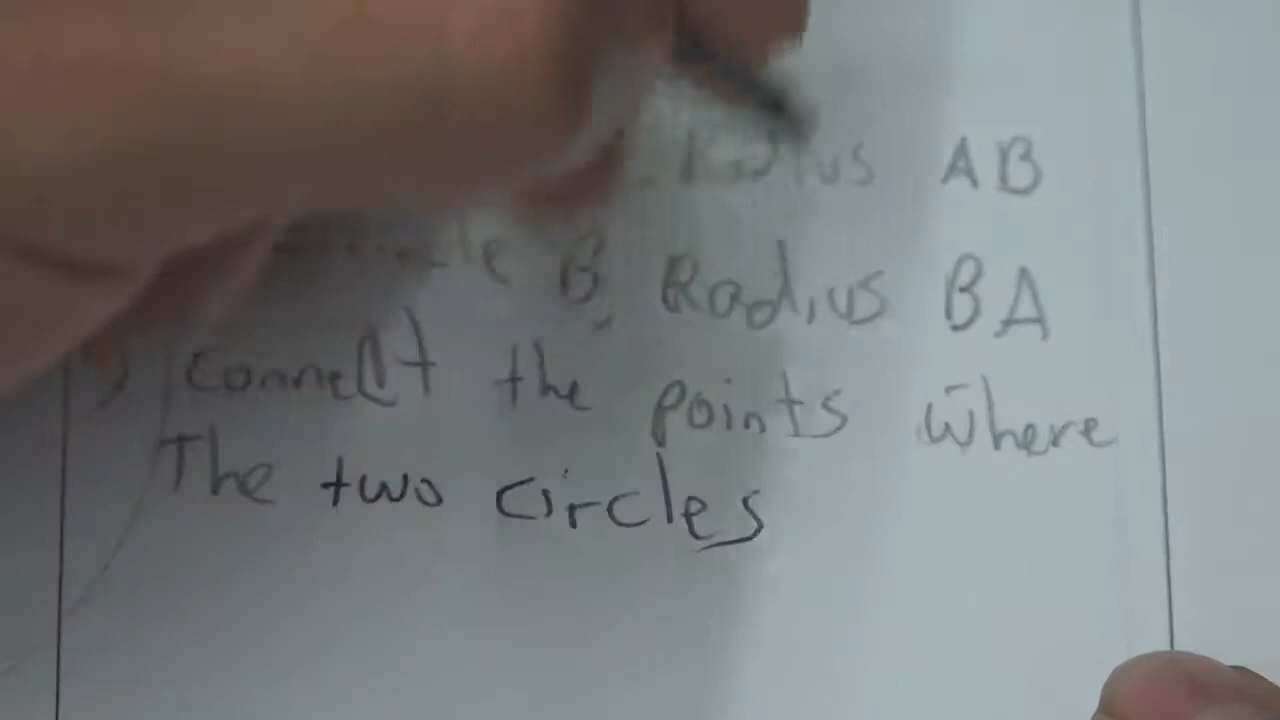 Radius AB
B, Radius BA
Connect the points where
The two circles